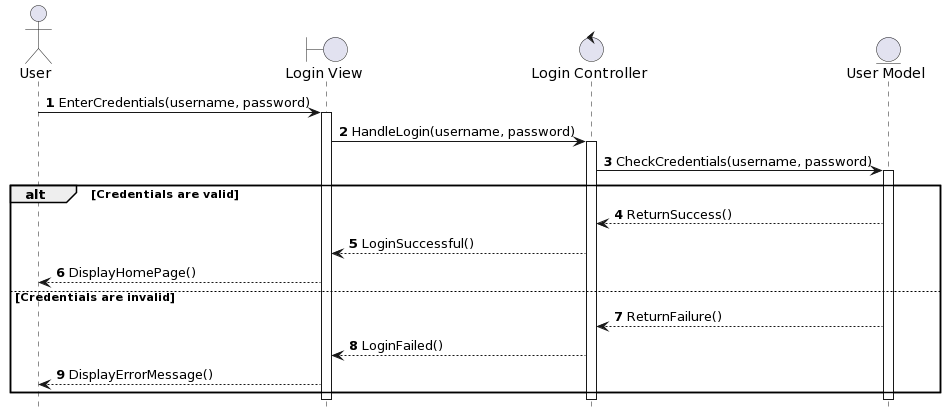 User
Login View
Login Controller
User Model
1 EnterCredentials(username, password)
2 HandleLogin(username, password)
3 CheckCredentials(username, password)
alt [Credentials are valid]
4 ReturnSuccess()
5 LoginSuccessful()
6 DisplayHomePage()
[Credentials are invalid]
7 ReturnFailure()
8 LoginFailed()
9 DisplayErrorMessage()